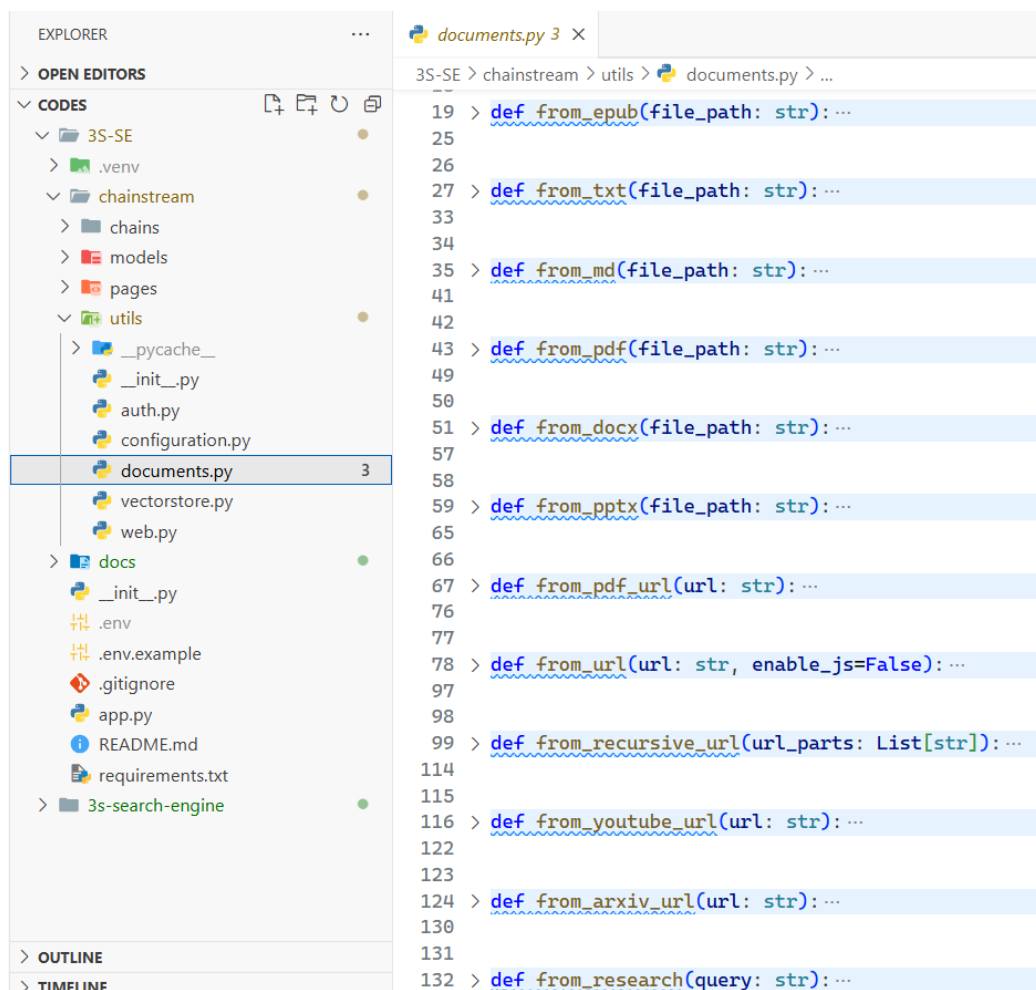 EXPLORER
OPEN EDITORS
CODES
3S-SE
.venv
chainstream
chains
models
pages
utils
__pycache__
__init__.py
auth.py
configuration.py
documents.py 3
vectorstore.py
web.py
docs
__init__.py
.env
.env.example
.gitignore
app.py
README.md
requirements.txt
3s-search-engine
OUTLINE
TIMELINE
documents.py 3
3S-SE > chainstream > utils > documents.py > ...
19 > def from_epub(file_path: str): ...
25
26
27 > def from_txt(file_path: str): ...
33
34
35 > def from_md(file_path: str): ...
41
42
43 > def from_pdf(file_path: str): ...
49
50
51 > def from_docx(file_path: str): ...
57
58
59 > def from_pptx(file_path: str): ...
65
66
67 > def from_pdf_url(url: str): ...
76
77
78 > def from_url(url: str, enable_js=False): ...
97
98
99 > def from_recursive_url(url_parts: List[str]): ...
114
115
116 > def from_youtube_url(url: str): ...
122
123
124 > def from_arxiv_url(url: str): ...
130
131
132 > def from_research(query: str): ...